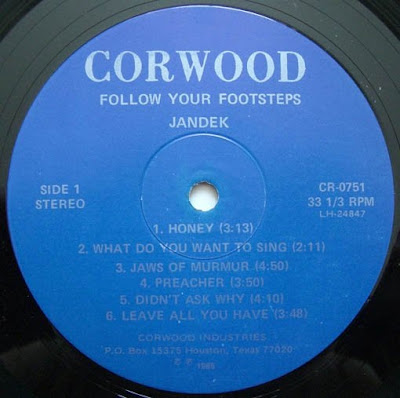 CORWOOD
FOLLOW YOUR FOOTSTEPS
JANDEK
SIDE 1
STEREO
CR-0751
33 1/3 RPM
LH-24847
1. HONEY (3:13)
2. WHAT DO YOU WANT TO SING (2:11)
3. JAWS OF MURMUR (4:50)
4. PREACHER (3:50)
5. DIDN'T ASK WHY (4:10)
6. LEAVE ALL YOU HAVE (3:48)
CORWOOD INDUSTRIES
P.O. Box 15375 Houston, Texas 77020
1986